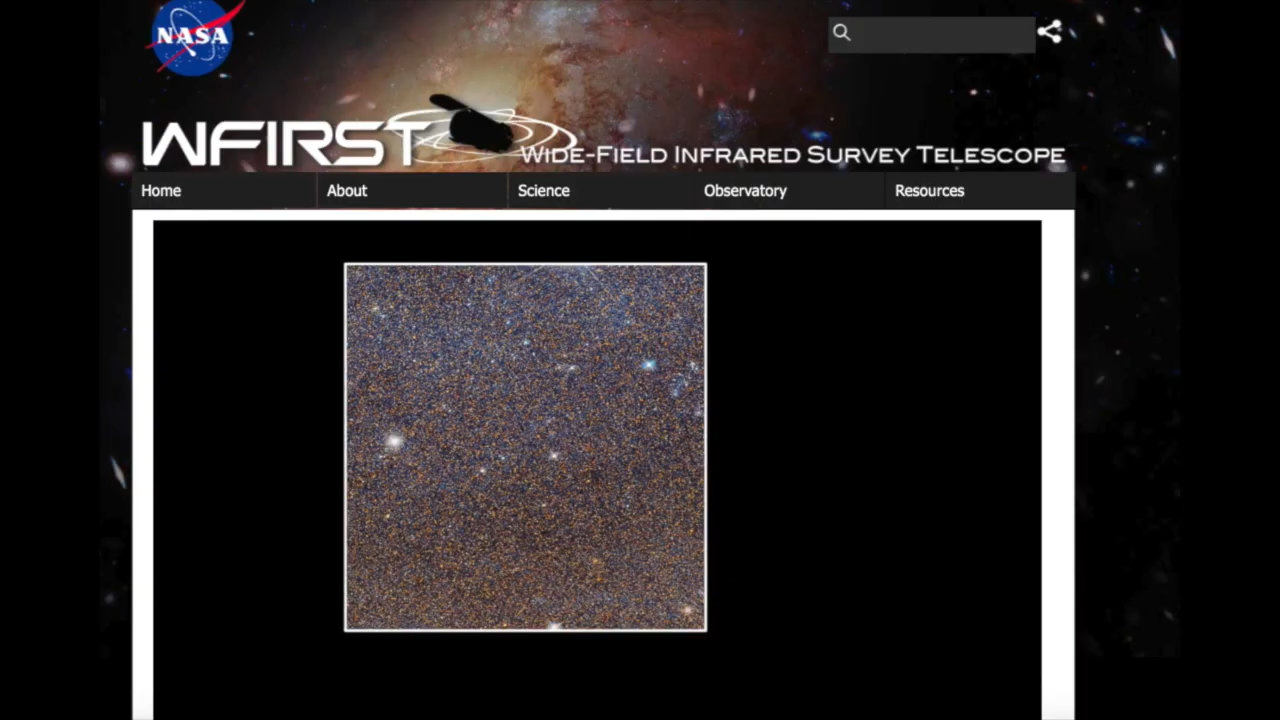 NASA
WFIRST
WIDE-FIELD INFRARED SURVEY TELESCOPE
Home About Science Observatory Resources